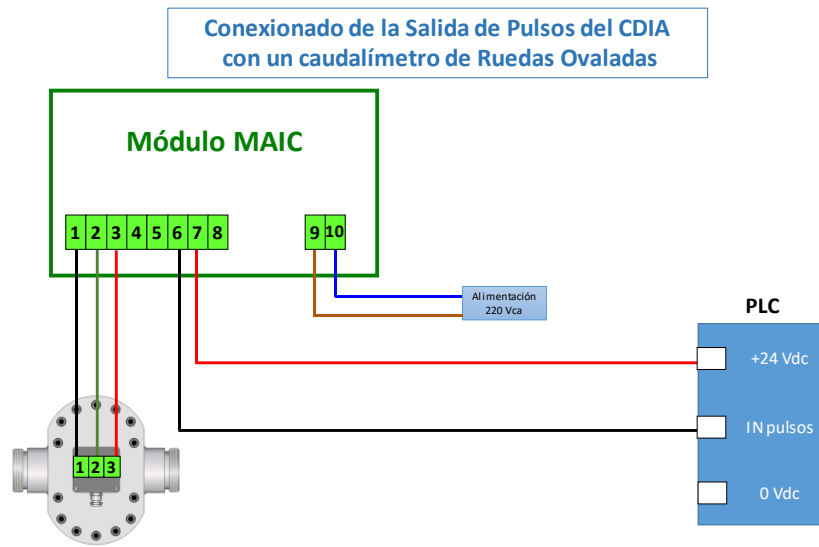 Conexionado de la Salida de Pulsos del CDIA
con un caudalímetro de Ruedas Ovaladas
Módulo MAIC
1 2 3 4 5 6 7 8
9 10
Alimentación
220 Vca
PLC
+24 Vdc
IN pulsos
0 Vdc
1 2 3